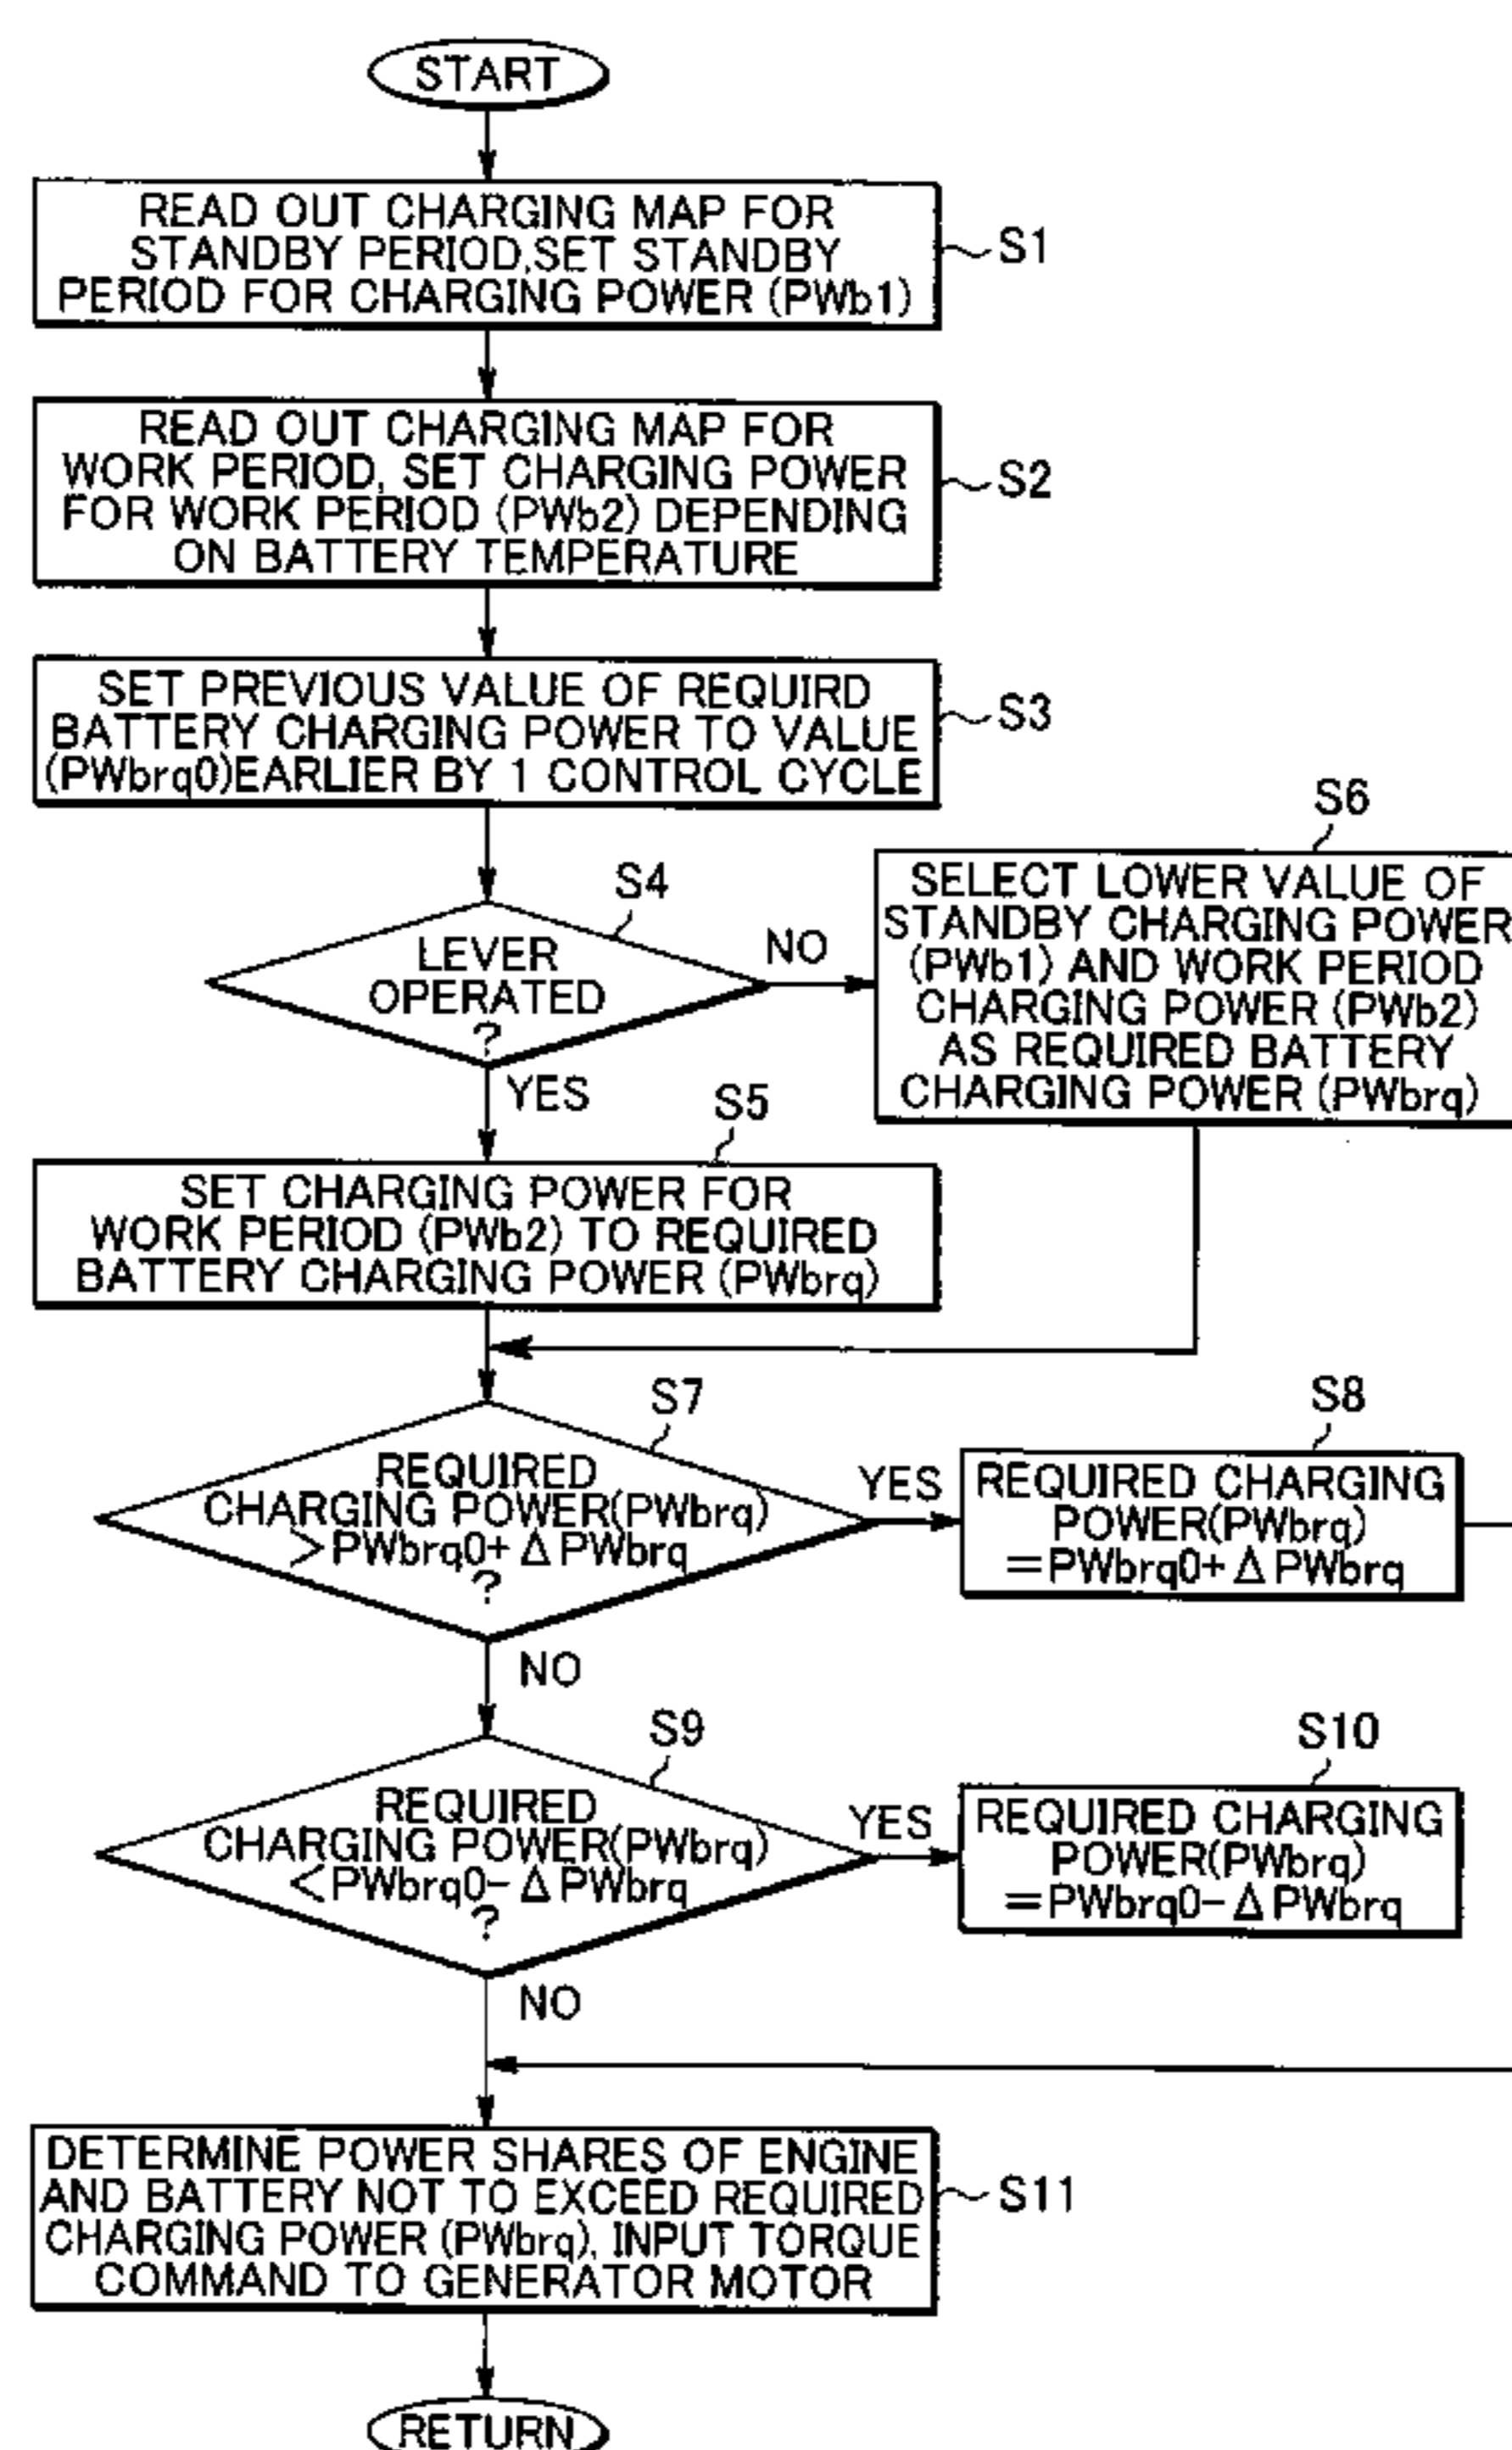 START
READ OUT CHARGING MAP FOR
STANDBY PERIOD,SET STANDBY
PERIOD FOR CHARGING POWER (PWb1)
S1
READ OUT CHARGING MAP FOR
WORK PERIOD, SET CHARGING POWER
FOR WORK PERIOD (PWb2) DEPENDING
ON BATTERY TEMPERATURE
S2
SET PREVIOUS VALUE OF REQUIRD
BATTERY CHARGING POWER TO VALUE
(PWbrq0)EARLIER BY 1 CONTROL CYCLE
S3
S4
LEVER
OPERATED
?
NO
YES
S6
SELECT LOWER VALUE OF
STANDBY CHARGING POWER
(PWb1) AND WORK PERIOD
CHARGING POWER (PWb2)
AS REQUIRED BATTERY
CHARGING POWER (PWbrq)
S5
SET CHARGING POWER FOR
WORK PERIOD (PWb2) TO REQUIRED
BATTERY CHARGING POWER (PWbrq)
S7
REQUIRED
CHARGING POWER(PWbrq)
>PWbrq0+ΔPWbrq
?
YES
NO
S8
REQUIRED CHARGING
POWER(PWbrq)
=PWbrq0+ΔPWbrq
S9
REQUIRED
CHARGING POWER(PWbrq)
<PWbrq0-ΔPWbrq
?
YES
NO
S10
REQUIRED CHARGING
POWER(PWbrq)
=PWbrq0-ΔPWbrq
DETERMINE POWER SHARES OF ENGINE
AND BATTERY NOT TO EXCEED REQUIRED
CHARGING POWER (PWbrq), INPUT TORQUE
COMMAND TO GENERATOR MOTOR
S11
RETURN